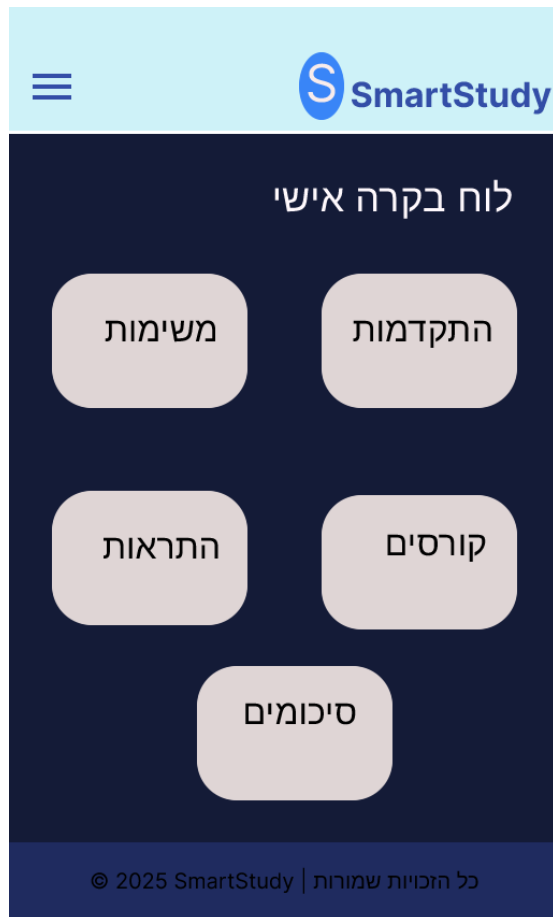 S SmartStudy
לוח בקרה אישי
התקדמות
משימות
קורסים
התראות
סיכומים
כל הזכויות שמורות | SmartStudy 2025 ©